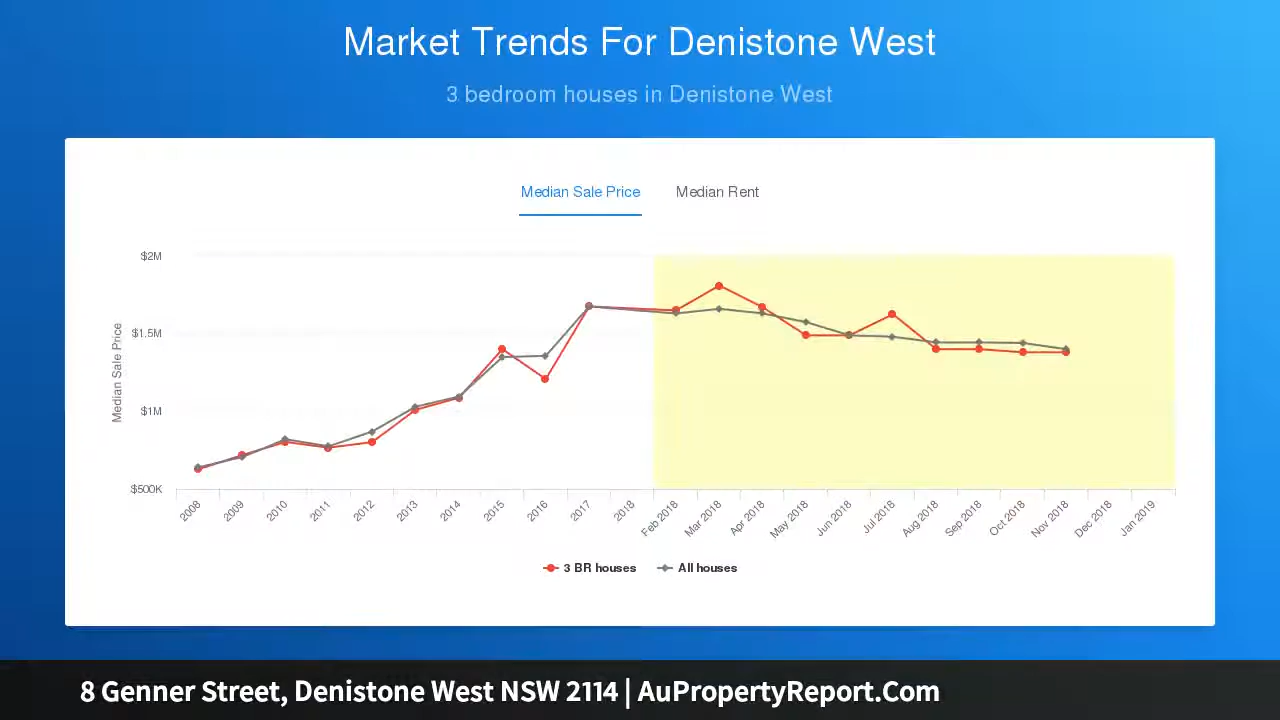 Market Trends For Denistone West
3 bedroom houses in Denistone West
Median Sale Price Median Rent
Median Sale Price
$2M
$1.5M
$1M
$500K
2008 2009 2010 2011 2012 2013 2014 2015 2016 2017 2018 Feb 2018 Mar 2018 Apr 2018 May 2018 Jun 2018 Jul 2018 Aug 2018 Sep 2018 Oct 2018 Nov 2018 Dec 2018 Jan 2019
3 BR houses All houses
8 Genner Street, Denistone West NSW 2114 | AuPropertyReport.Com